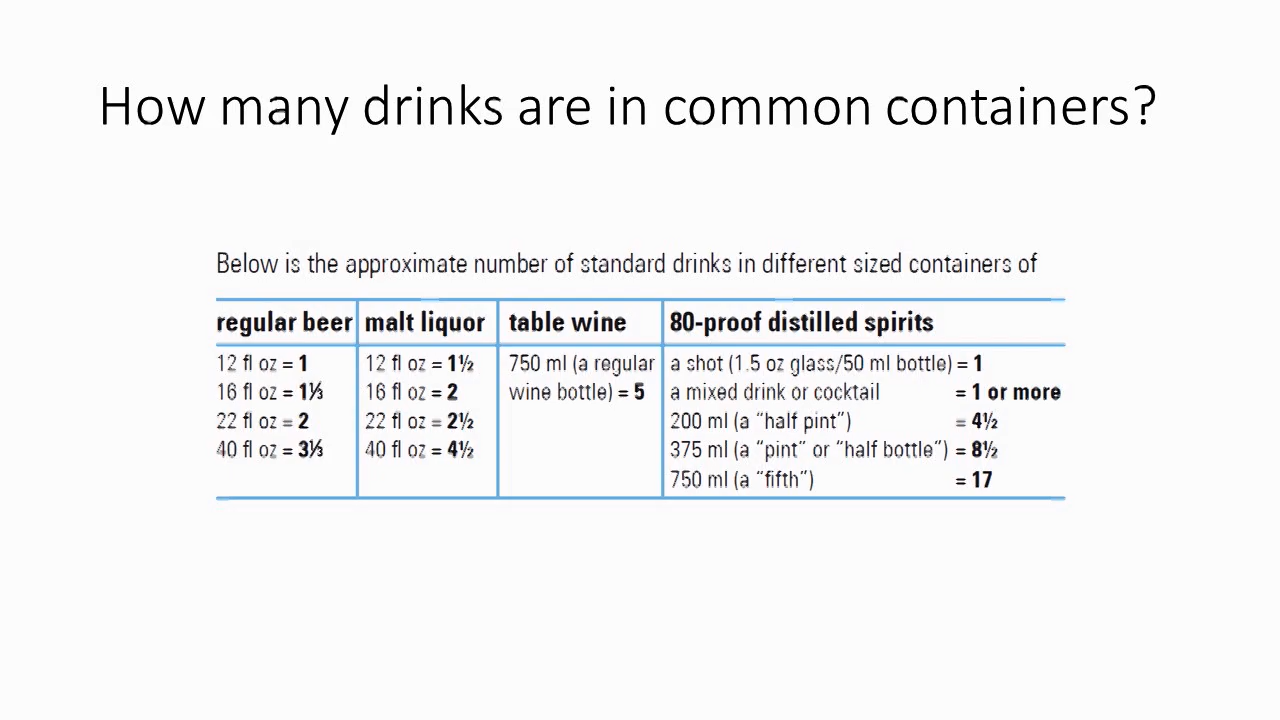 How many drinks are in common containers?
Below is the approximate number of standard drinks in different sized containers of
regular beer
12 fl oz = 1
16 fl oz = 1⅓
22 fl oz = 2
40 fl oz = 3⅓
malt liquor
12 fl oz = 1½
16 fl oz = 2
22 fl oz = 2½
40 fl oz = 4½
table wine
750 ml (a regular
wine bottle) = 5
80-proof distilled spirits
a shot (1.5 oz glass/50 ml bottle) = 1
a mixed drink or cocktail = 1 or more
200 ml (a “half pint”) = 4½
375 ml (a “pint” or “half bottle”) = 8½
750 ml (a “fifth”) = 17